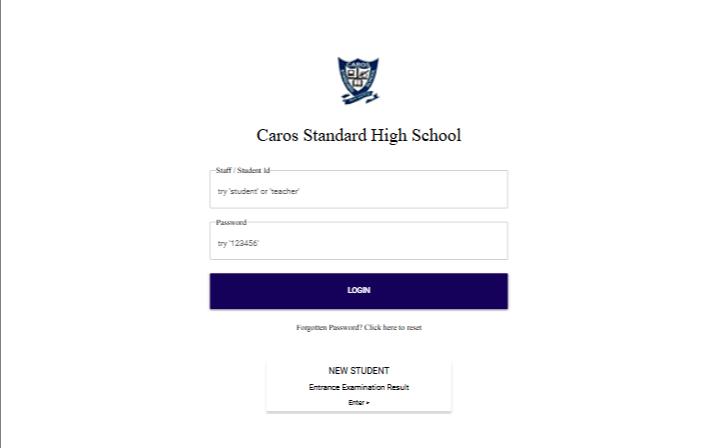 CAROS
Caros Standard High School
Staff / Student Id
try 'student' or 'teacher'
Password
try '123456'
LOGIN
Forgotten Password? Click here to reset
NEW STUDENT
Entrance Examination Result
Enter ▸